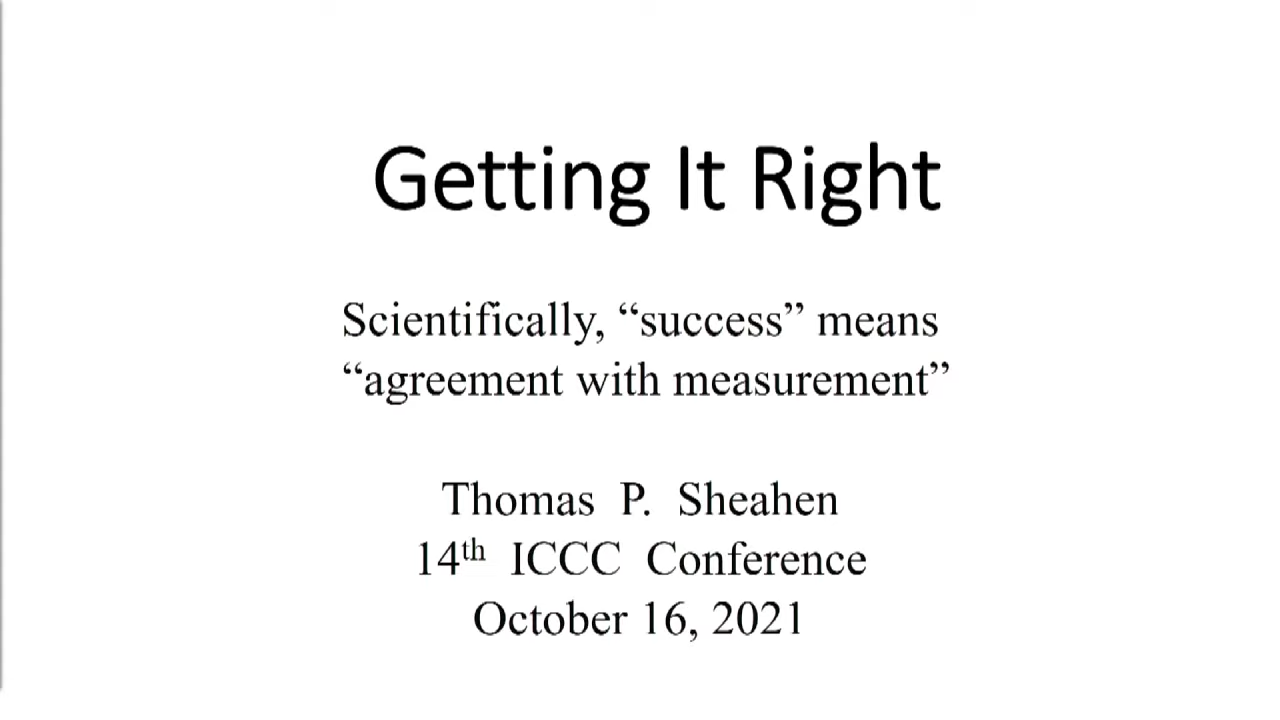 Getting It Right
Scientifically, “success” means
“agreement with measurement”
Thomas P. Sheahen
14th ICCC Conference
October 16, 2021